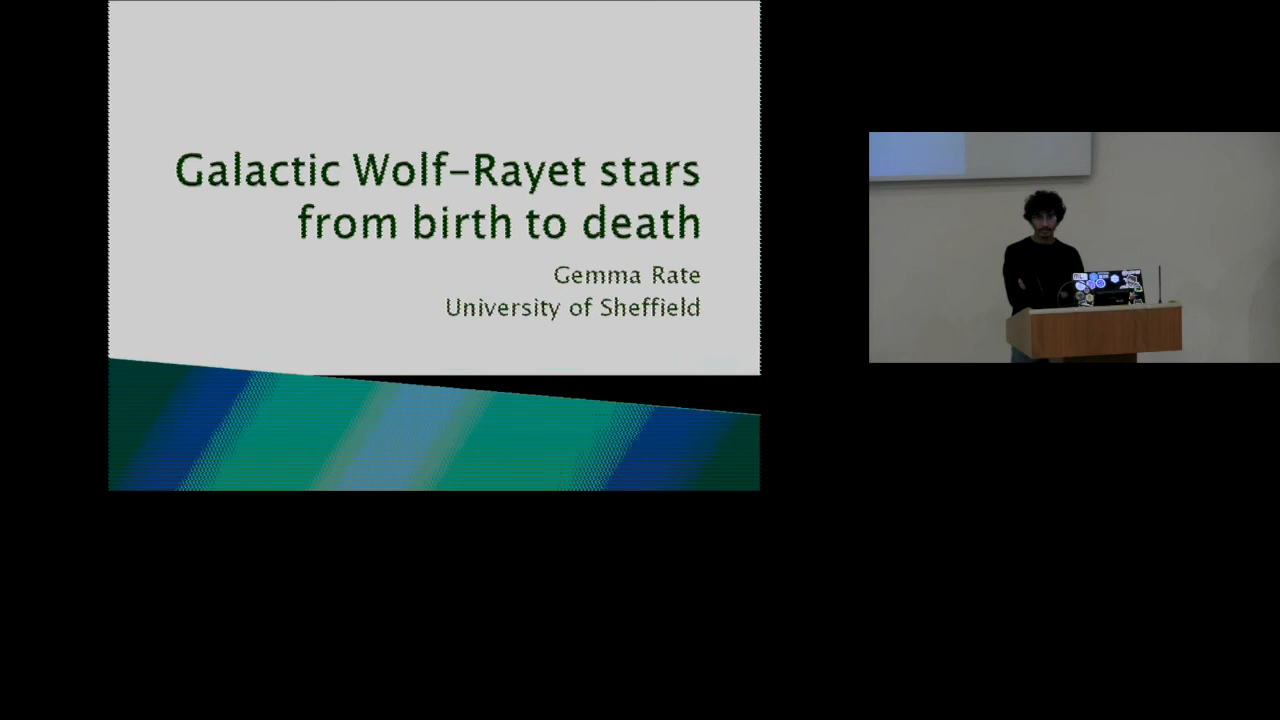 Galactic Wolf-Rayet stars
from birth to death
Gemma Rate
University of Sheffield